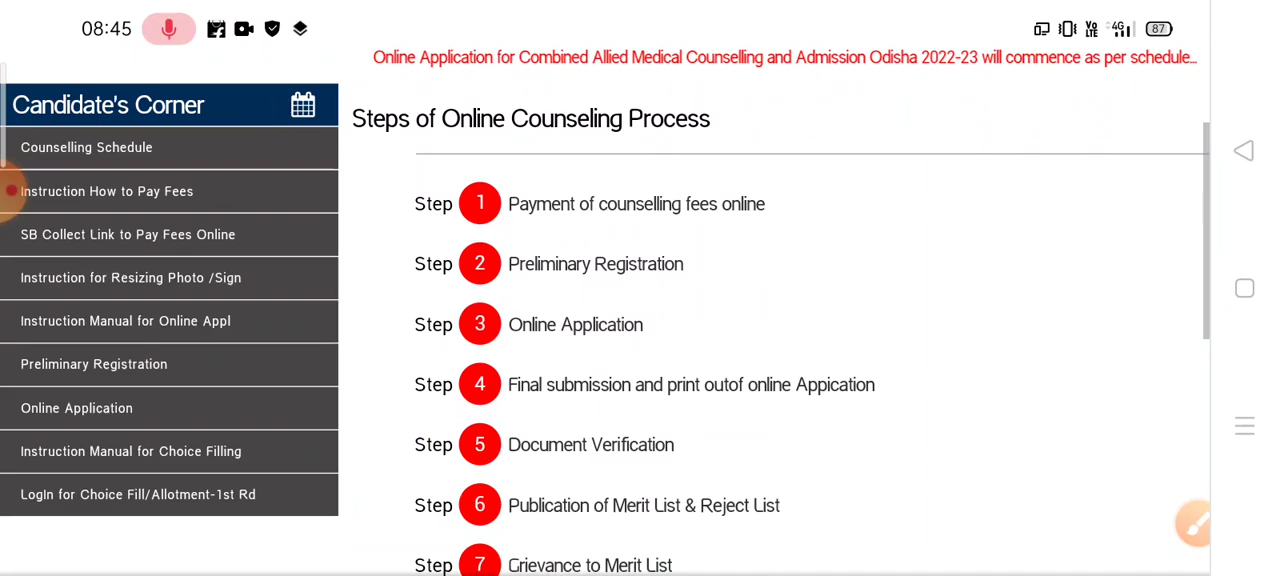 08:45
VO LTE 4G 87
Online Application for Combined Allied Medical Counselling and Admission Odisha 2022-23 will commence as per schedule...
Candidate's Corner
Counselling Schedule
Instruction How to Pay Fees
SB Collect Link to Pay Fees Online
Instruction for Resizing Photo /Sign
Instruction Manual for Online Appl
Preliminary Registration
Online Application
Instruction Manual for Choice Filling
LogIn for Choice Fill/Allotment-1st Rd
Steps of Online Counseling Process
Step 1 Payment of counselling fees online
Step 2 Preliminary Registration
Step 3 Online Application
Step 4 Final submission and print outof online Appication
Step 5 Document Verification
Step 6 Publication of Merit List & Reject List
Step 7 Grievance to Merit List